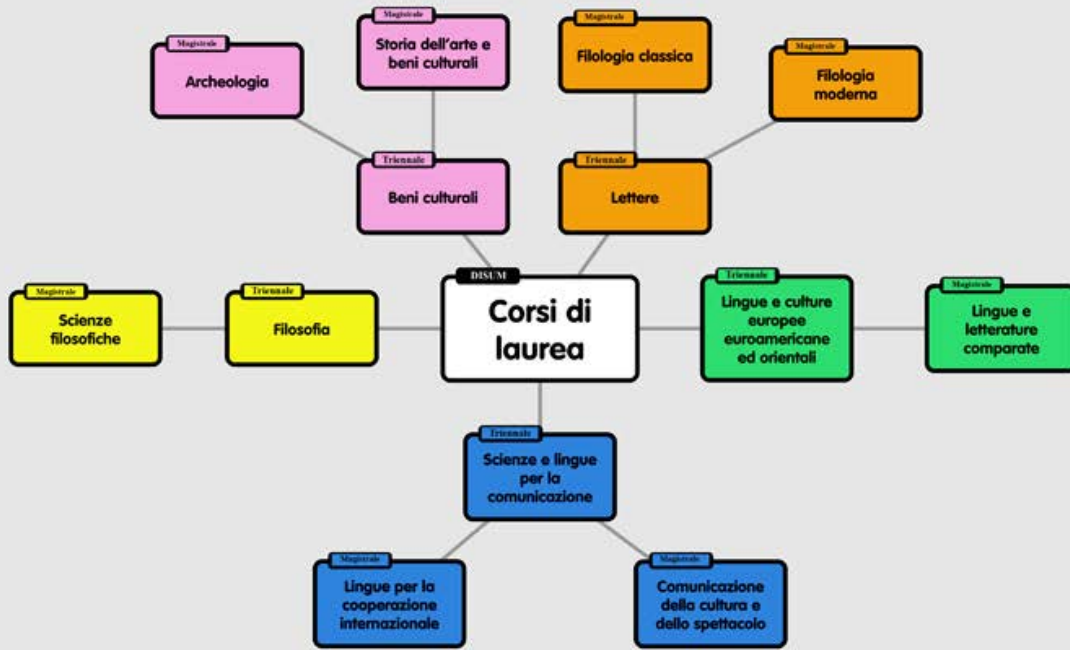 Magistrale
Archeologia
Magistrale
Storia dell'arte e
beni culturali
Magistrale
Filologia classica
Magistrale
Filologia
moderna
Triennale
Beni culturali
Triennale
Lettere
Magistrale
Scienze
filosofiche
Triennale
Filosofia
DISUM
Corsi di
laurea
Triennale
Lingue e culture
europee
euroamericane
ed orientali
Magistrale
Lingue e
letterature
comparate
Triennale
Scienze e lingue
per la
comunicazione
Magistrale
Lingue per la
cooperazione
internazionale
Magistrale
Comunicazione
della cultura e
dello spettacolo